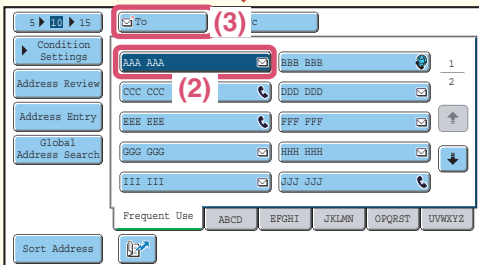 5 10 15
To
(3)
c
Condition
Settings
Address Review
Address Entry
Global
Address Search
Sort Address
AAA AAA
BBB BBB
(2)
CCC CCC
DDD DDD
EEE EEE
FFF FFF
GGG GGG
HHH HHH
III III
JJJ JJJ
1
2
Frequent Use
ABCD
EFGHI
JKLMN
OPQRST
UVWXYZ